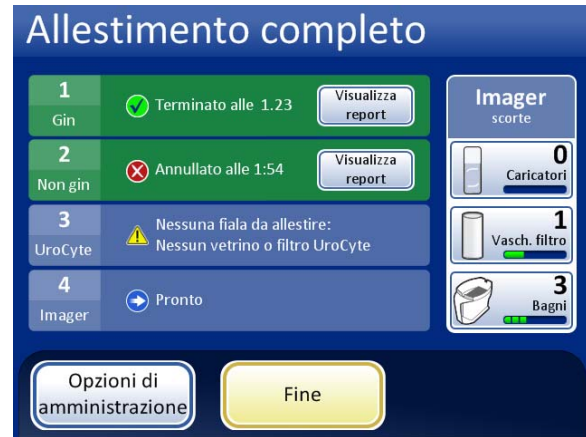 Allestimento completo
1
Gin
Terminato alle 1.23
Visualizza
report
2
Non gin
Annullato alle 1:54
Visualizza
report
3
UroCyte
Nessuna fiala da allestire:
Nessun vetrino o filtro UroCyte
4
Imager
Pronto
Imager
scorte
0
Caricatori
1
Vasch. filtro
3
Bagni
Opzioni di
amministrazione
Fine